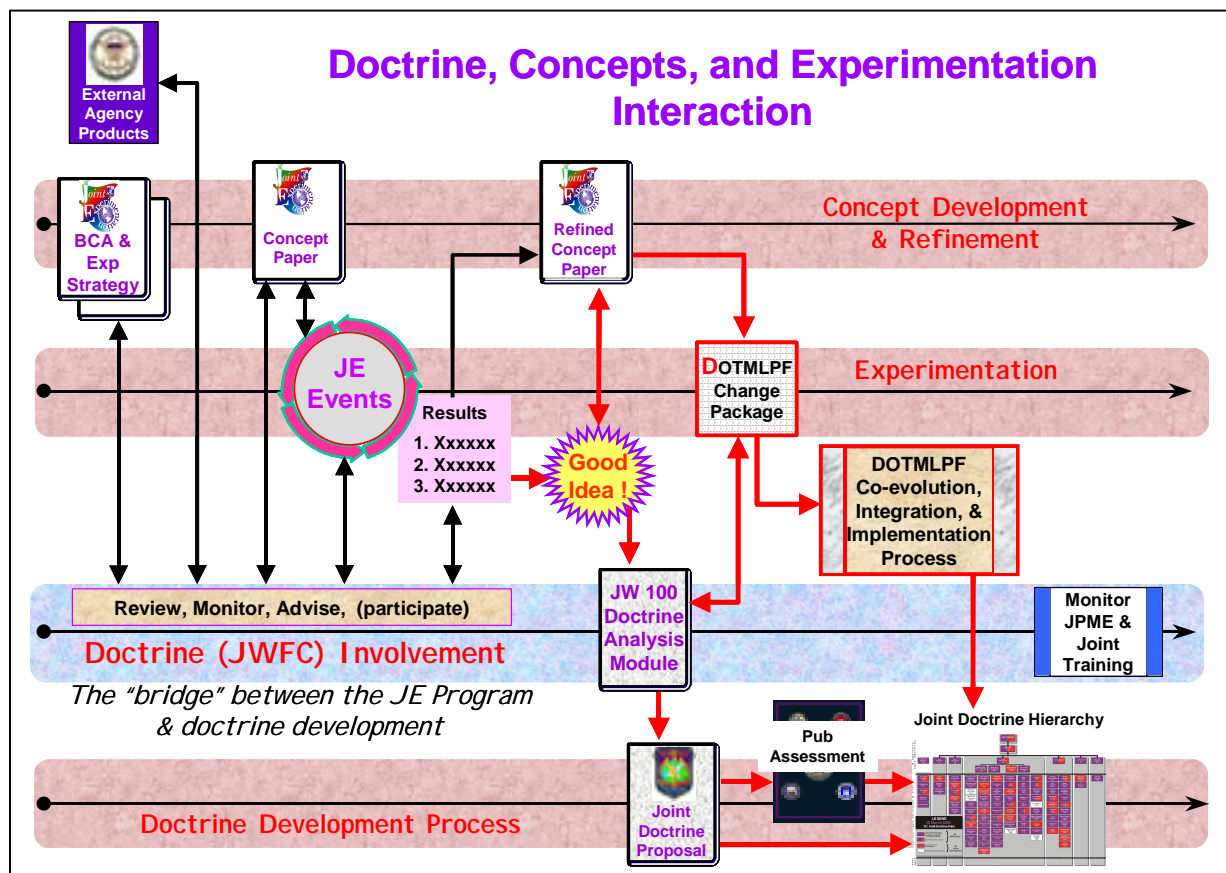 Doctrine, Concepts, and Experimentation
Interaction
External
Agency
Products
BCA &
Exp
Strategy
Concept
Paper
Refined
Concept
Paper
Concept Development
& Refinement
JE
Events
Results
1. Xxxxxx
2. Xxxxxx
3. Xxxxxx
Good
Idea !
DOTMLPF
Change
Package
Experimentation
DOTMLPF
Co-evolution,
Integration, &
Implementation
Process
Review, Monitor, Advise, (participate)
Doctrine (JWFC) Involvement
The "bridge" between the JE Program
& doctrine development
JW 100
Doctrine
Analysis
Module
Monitor
JPME &
Joint
Training
Joint Doctrine Hierarchy
Pub
Assessment
Joint
Doctrine
Proposal
Doctrine Development Process